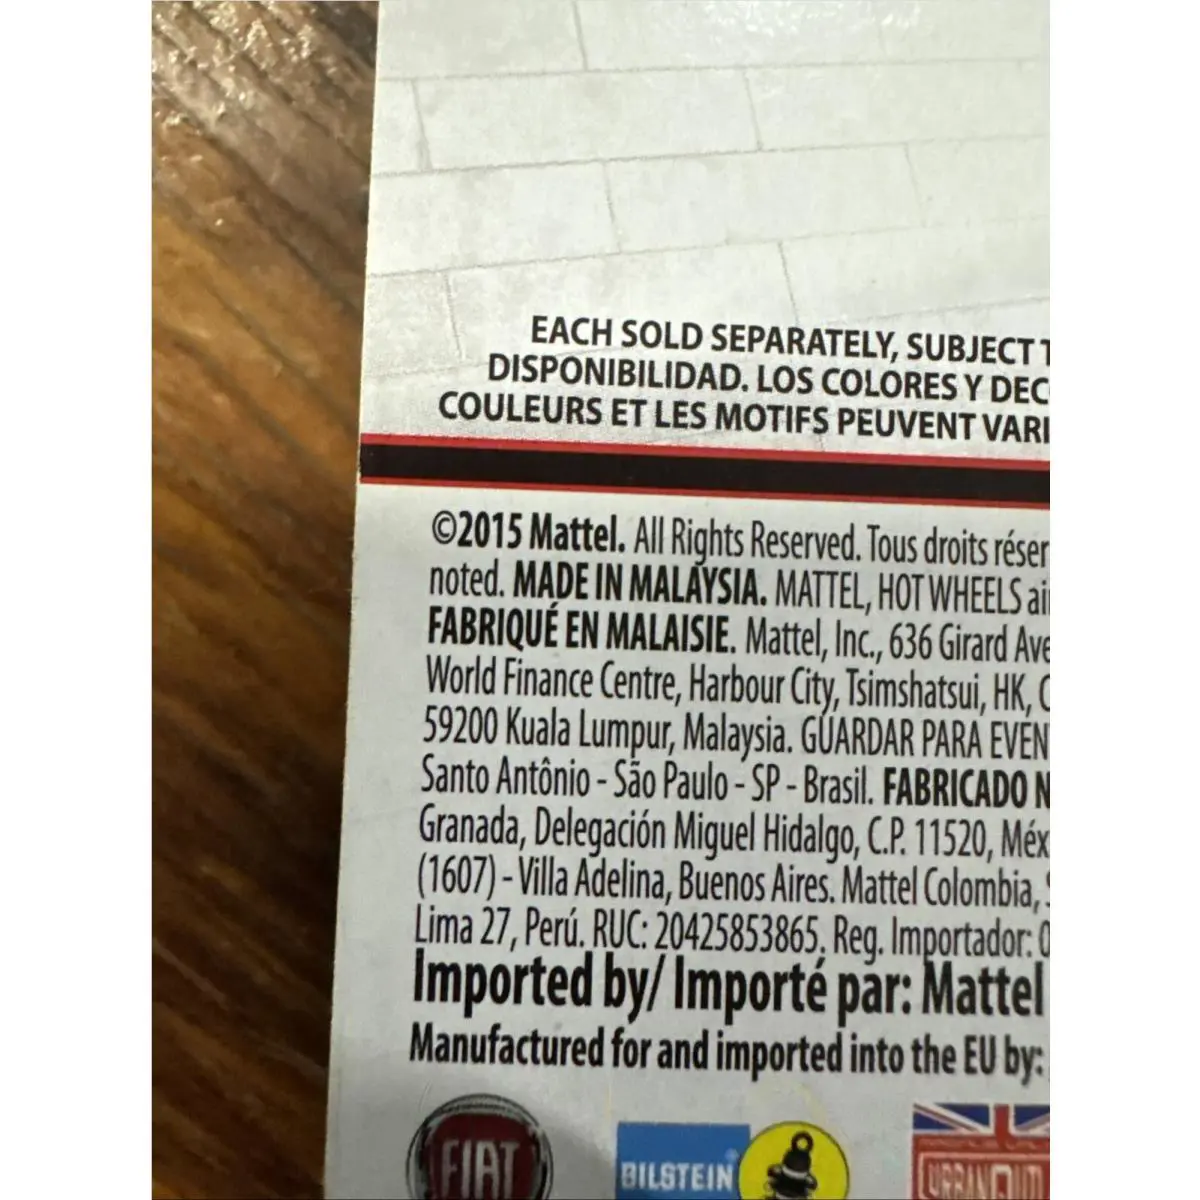 EACH SOLD SEPARATELY, SUBJECT T
DISPONIBILIDAD. LOS COLORES Y DEC
COULEURS ET LES MOTIFS PEUVENT VARI
©2015 Mattel. All Rights Reserved. Tous droits réser
noted. MADE IN MALAYSIA. MATTEL, HOT WHEELS
FABRIQUÉ EN MALAISIE. Mattel, Inc., 636 Girard Ave
World Finance Centre, Harbour City, Tsimshatsui, HK, C
59200 Kuala Lumpur, Malaysia. GUARDAR PARA EVEN
Santo Antônio - São Paulo - SP - Brasil. FABRICADO N
Granada, Delegación Miguel Hidalgo, C.P. 11520, Méx
(1607) - Villa Adelina, Buenos Aires. Mattel Colombia, S
Lima 27, Perú. RUC: 20425853865. Reg. Importador: 0
Imported by/ Importé par: Mattel
Manufactured for and imported into the EU by:
FIAT
BILSTEIN